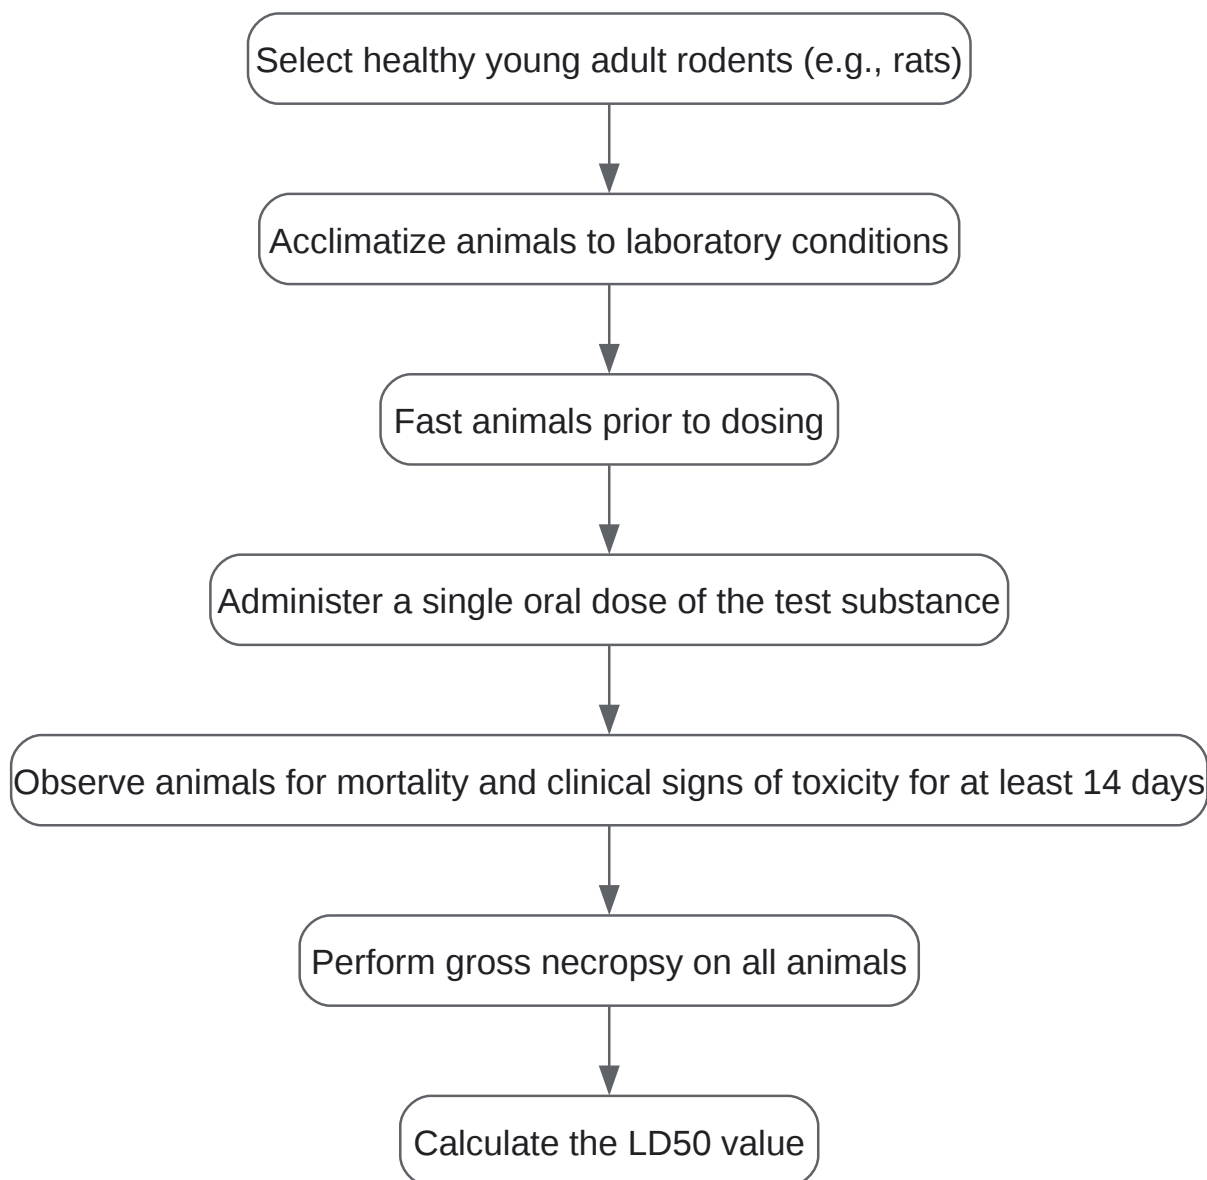 Select healthy young adult rodents (e.g., rats)
Acclimatize animals to laboratory conditions
Fast animals prior to dosing
Administer a single oral dose of the test substance
Observe animals for mortality and clinical signs of toxicity for at least 14 days
Perform gross necropsy on all animals
Calculate the LD50 value